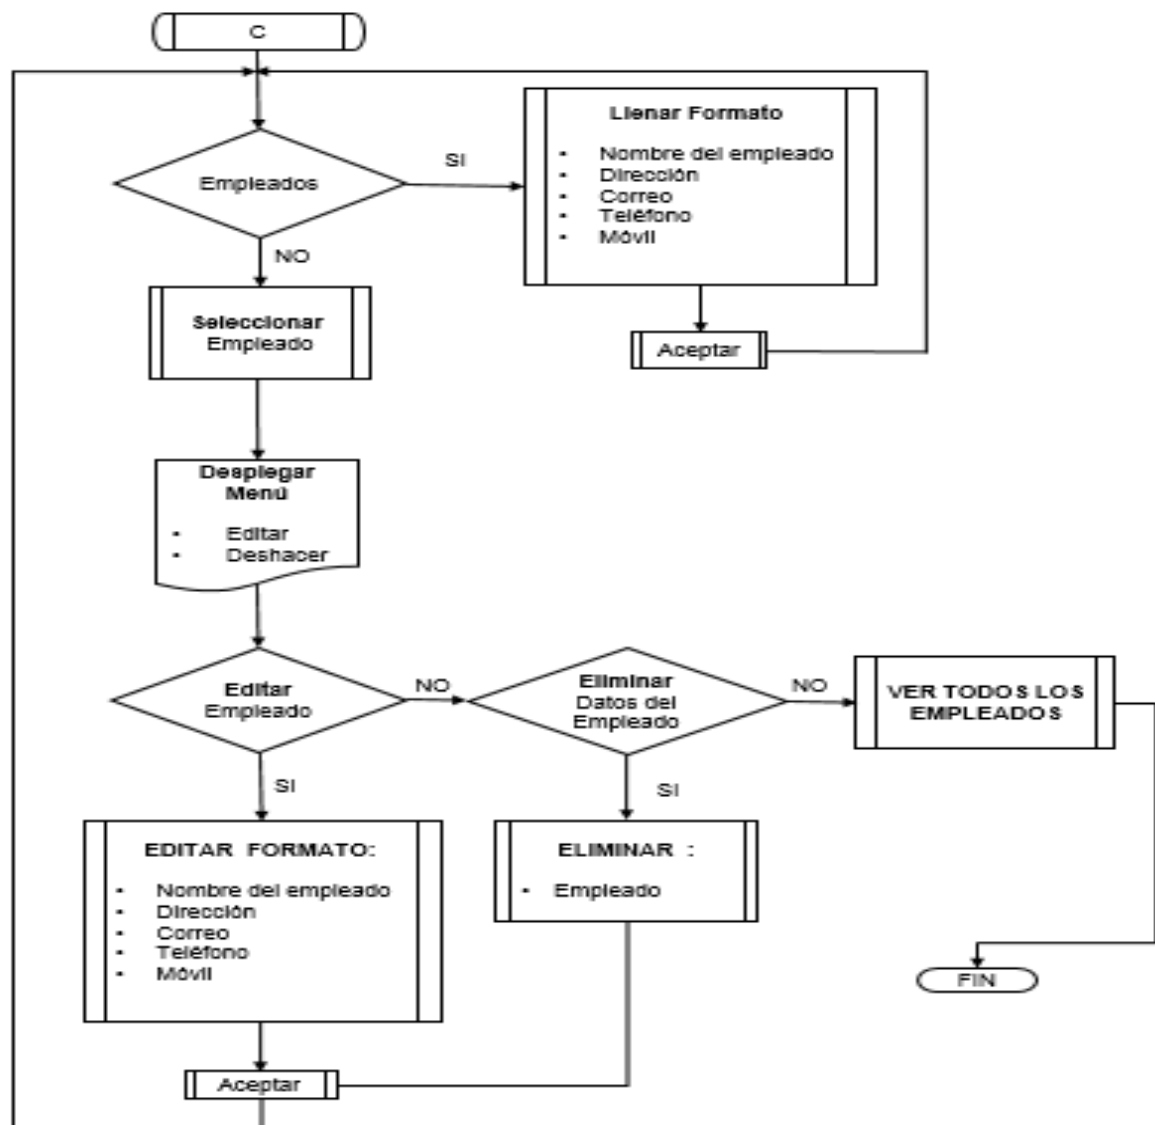 C
Empleados
SI
Llenar Formato
• Nombre del empleado
• Dirección
• Correo
• Teléfono
• Móvil
NO
Seleccionar
Empleado
Aceptar
Desplegar
Menú
• Editar
• Deshacer
Editar
Empleado
NO
Eliminar
Datos del
Empleado
NO
VER TODOS LOS
EMPLEADOS
SI
SI
EDITAR FORMATO:
• Nombre del empleado
• Dirección
• Correo
• Teléfono
• Móvil
ELIMINAR :
• Empleado
FIN
Aceptar